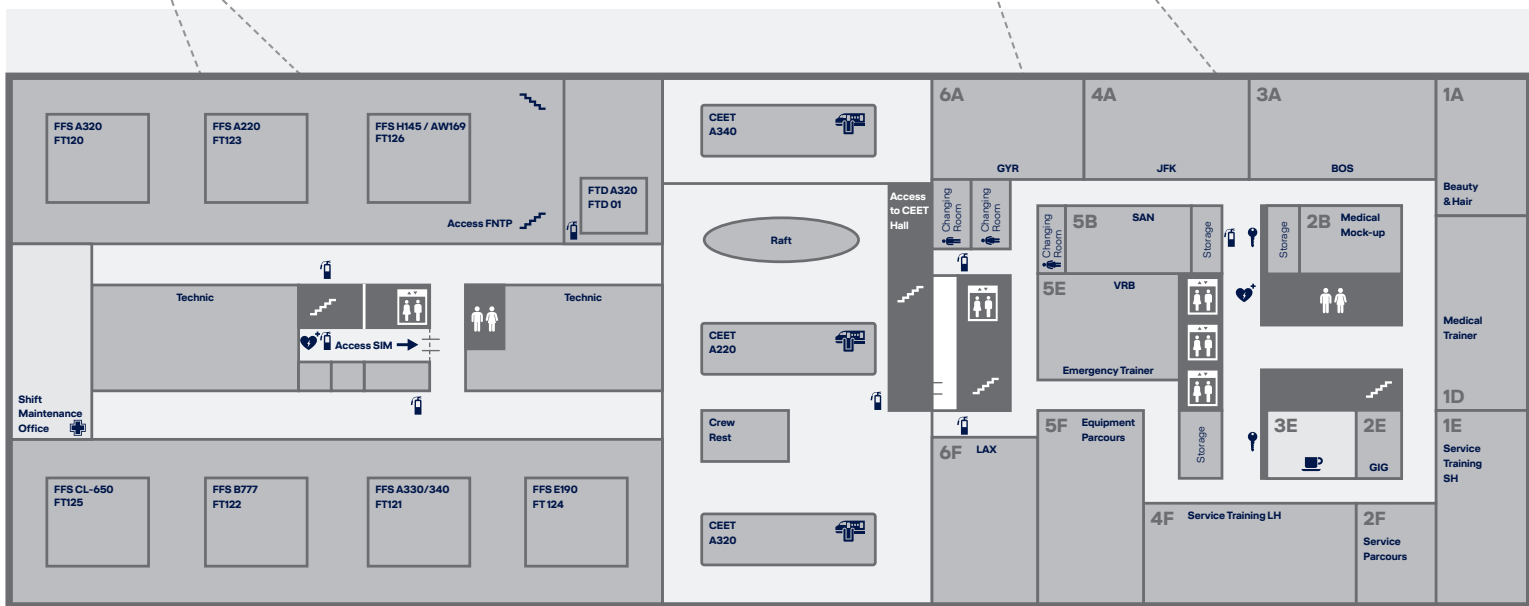 FFS A320
FT120
FFS A220
FT123
FFS H145 / AW169
FT126
FTD A320
FTD 01
Access FNTP
Technic
Technic
Access SIM
Shift
Maintenance
Office
FFS CL-650
FT125
FFS B777
FT122
FFS A330/340
FT121
FFS E190
FT 124
CEET
A340
Raft
CEET
A220
Crew
Rest
CEET
A320
Access
to CEET
Hall
6A
GYR
4A
JFK
3A
BOS
1A
Beauty
& Hair
Changing
Room
Changing
Room
Changing
Room
5B
SAN
Storage
Storage
2B
Medical
Mock-up
5E
VRB
Emergency Trainer
Medical
Trainer
1D
5F
Equipment
Parcours
Storage
3E
2E
GIG
1E
Service
Training
SH
6F
LAX
4F
Service Training LH
2F
Service
Parcours